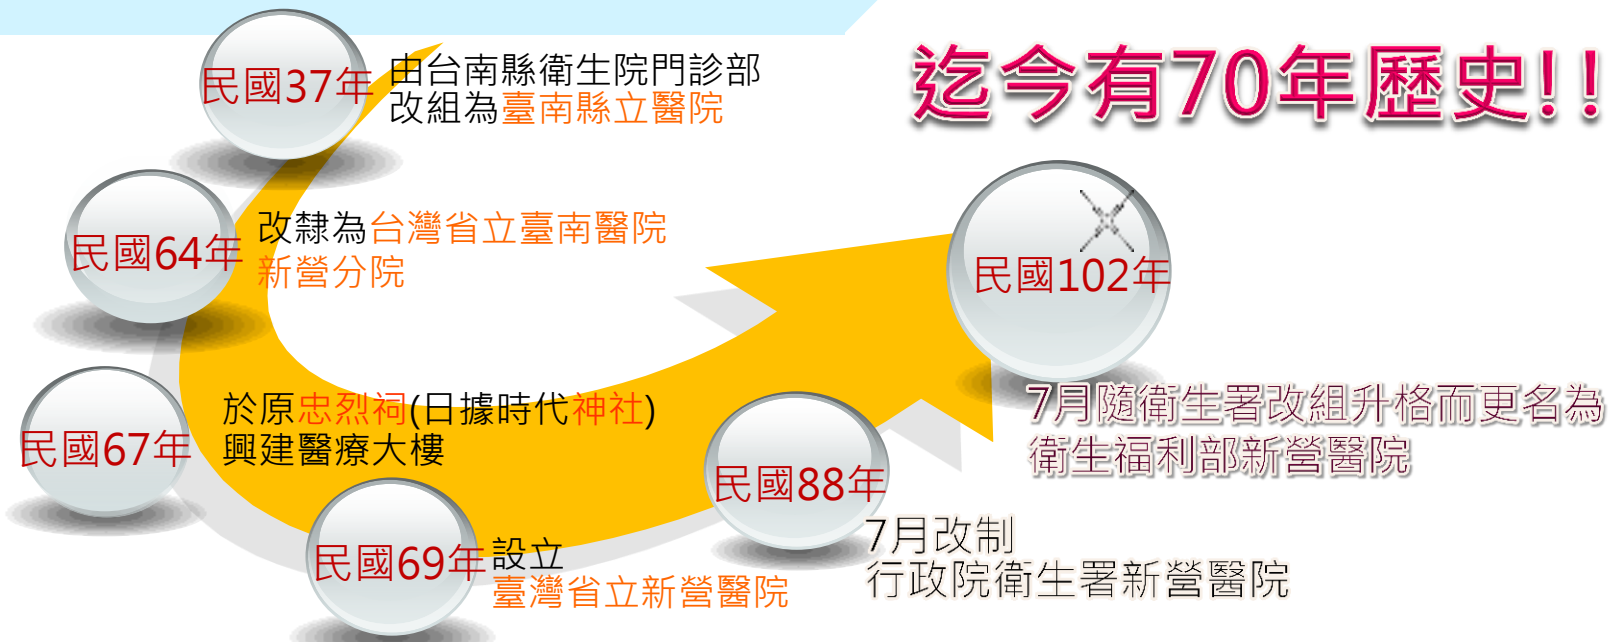 迄今有70年歷史!!
民國37年
由台南縣衛生院門診部
改組為臺南縣立醫院
民國64年
改隸為台灣省立臺南醫院
新營分院
民國67年
於原忠烈祠(日據時代神社)
興建醫療大樓
民國69年
設立
臺灣省立新營醫院
民國88年
7月改制
行政院衛生署新營醫院
民國102年
7月隨衛生署改組升格而更名為
衛生福利部新營醫院